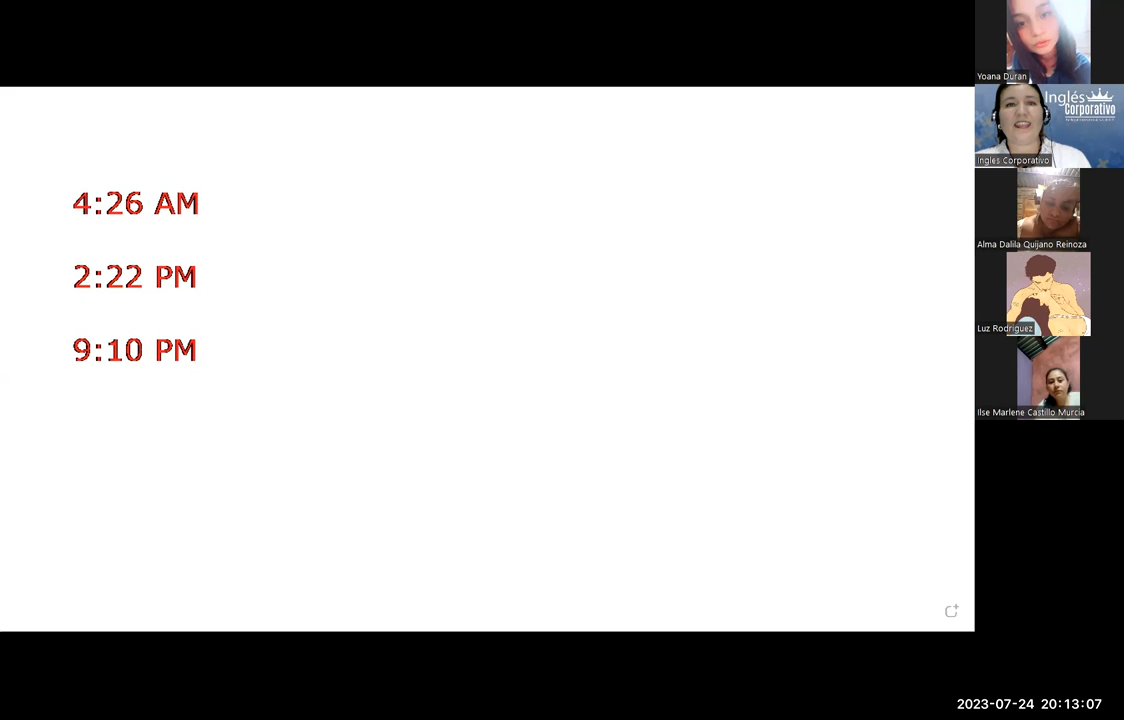 4:26 AM
2:22 PM
9:10 PM
Yoana Duran
Inglés
Corporativo
Ingles Corporativo
Alma Dalila Quijano Reinoza
Luz Rodriguez
Ilse Marlene Castillo Murcia
2023-07-24 20:13:07